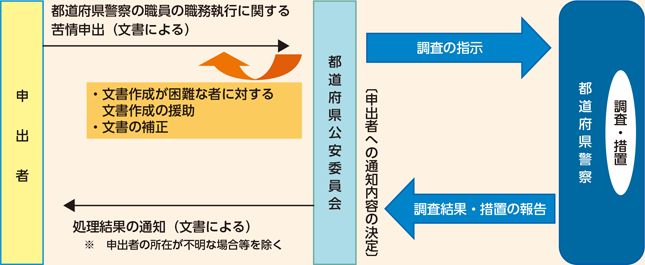 都道府県警察の職員の職務執行に関する
苦情申出（文書による）
申出者
・文書作成が困難な者に対する
文書作成の援助
・文書の補正
処理結果の通知（文書による）
※　申出者の所在が不明な場合等を除く
都道府県公安委員会
調査の指示
〔申出者への通知内容の決定〕
調査結果・措置の報告
都道府県警察
調査・措置